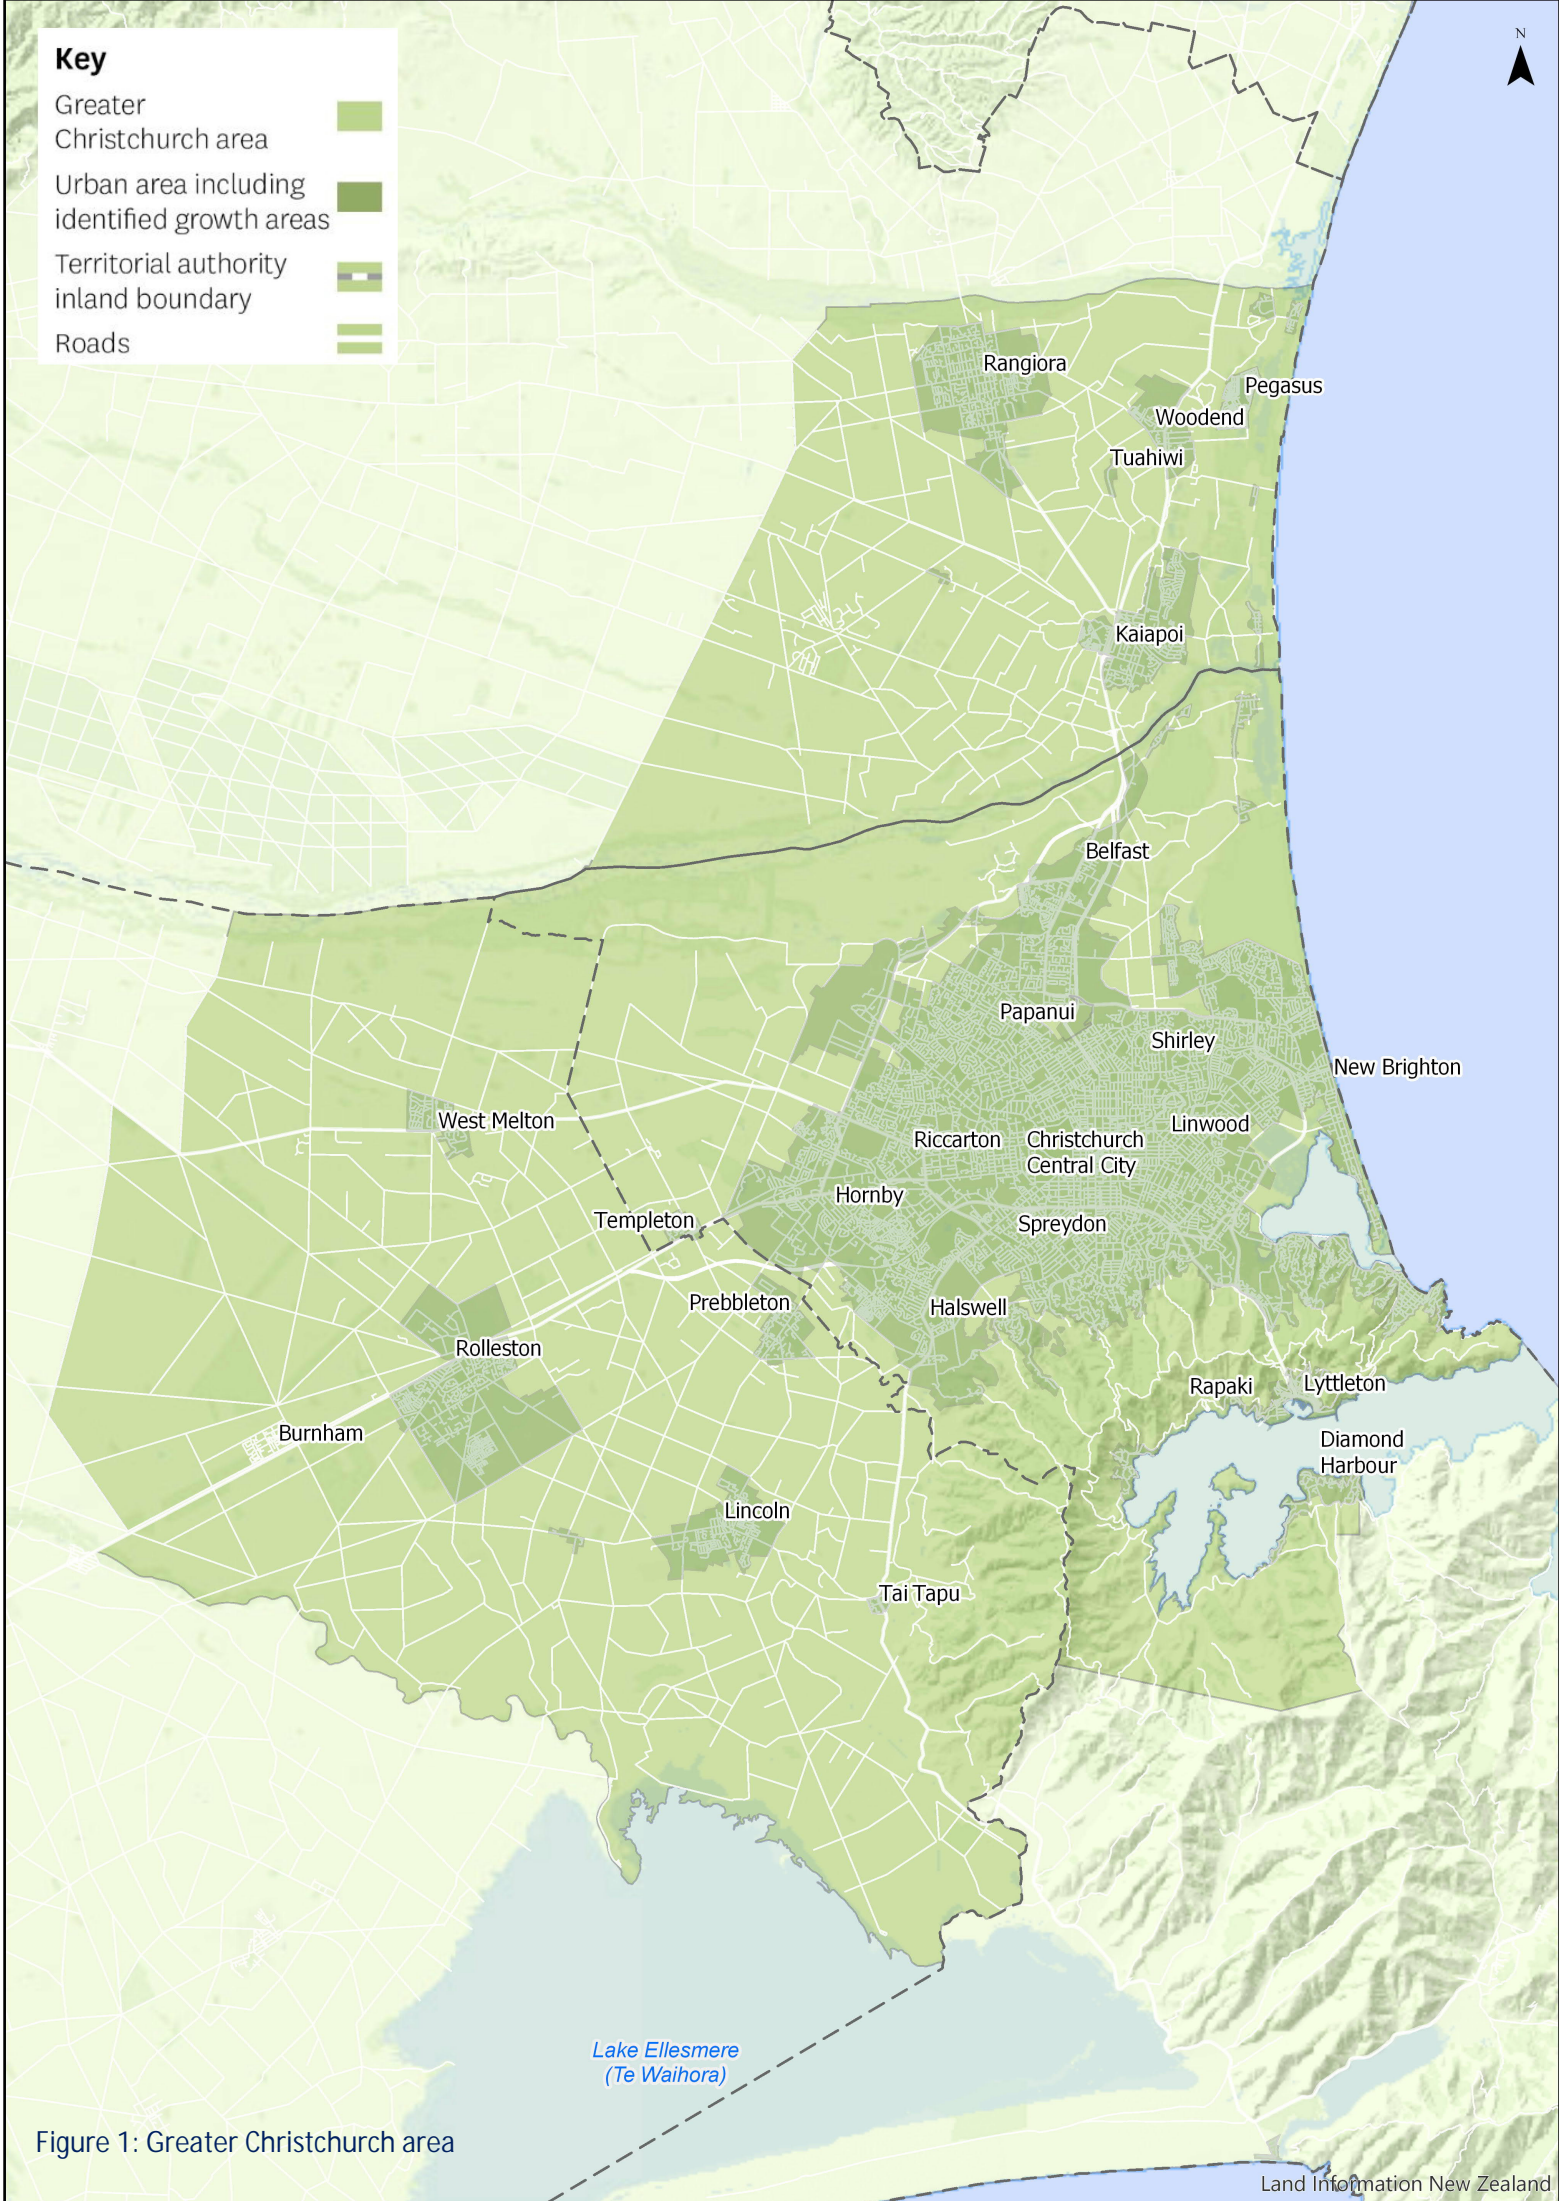 Key
Greater
Christchurch area
Urban area including
identified growth areas
Territorial authority
inland boundary
Roads
N
Rangiora
Pegasus
Woodend
Tuahiwi
Kaiapoi
Belfast
Papanui
Shirley
New Brighton
West Melton
Linwood
Riccarton
Christchurch
Central City
Hornby
Templeton
Spreydon
Prebbleton
Halswell
Rolleston
Rapaki
Lyttleton
Burnham
Diamond
Harbour
Lincoln
Tai Tapu
Lake Ellesmere
(Te Waihora)
Figure 1: Greater Christchurch area
Land Information New Zealand